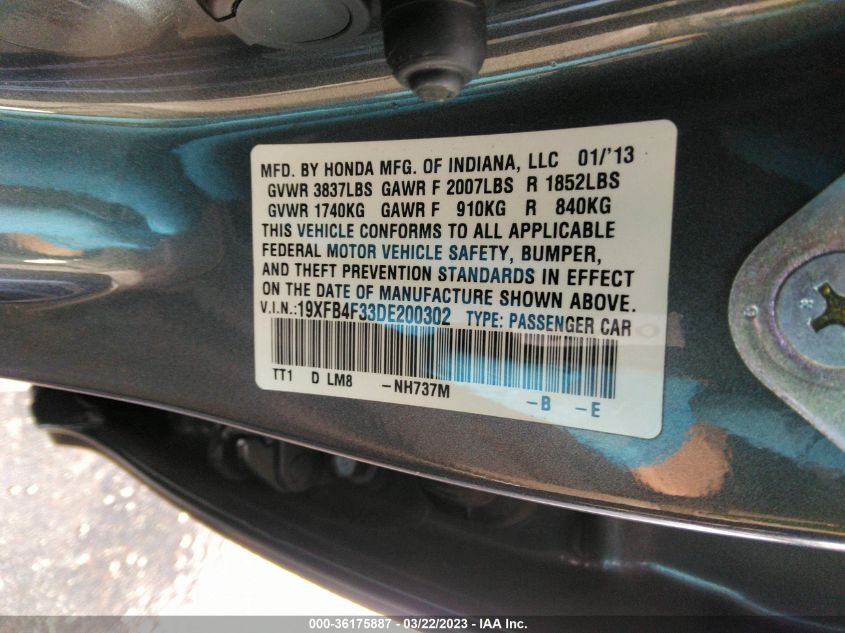 MFD. BY HONDA MFG. OF INDIANA, LLC 01/'13
GVWR 3837LBS GAWR F 2007LBS R 1852LBS
GVWR 1740KG GAWR F 910KG R 840KG
THIS VEHICLE CONFORMS TO ALL APPLICABLE
FEDERAL MOTOR VEHICLE SAFETY, BUMPER,
AND THEFT PREVENTION STANDARDS IN EFFECT
ON THE DATE OF MANUFACTURE SHOWN ABOVE.
V.I.N.:19XFB4F33DE200302 TYPE: PASSENGER CAR
TT1 D LM8 -NH737M -B -E
000-36175887 - 03/22/2023 - COPYRIGHT © IAA, Inc.